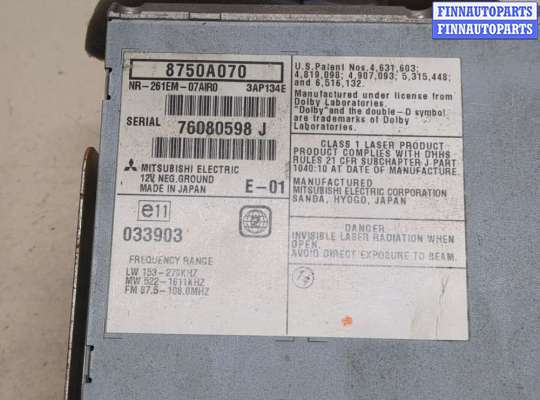 FINNAUTOPARTS
FINNAUTOPARTS
8750A070
NR-261EM-07AIR0 3AP134E
SERIAL 76080598 J
MITSUBISHI ELECTRIC
12V NEG.GROUND
MADE IN JAPAN E-01
e11
033903
FREQUENCY RANGE
LW 153-279KHZ
MW 522-1611KHZ
FM 87.5-108.0MHZ
U.S.Patent Nos.4,631,603;
4,819,098; 4,907,093; 5,315,448;
and 6,516,132.
Manufactured under license from
Dolby Laboratories.
"Dolby"and the double-D symbol
are trademarks of Dolby
Laboratories.
CLASS 1 LASER PRODUCT
PRODUCT COMPLIES WITH DHHS
RULES 21 CFR SUBCHAPTER J.PART
1040:10 AT DATE OF MANUFACTURE.
MANUFACTURED
MITSUBISHI ELECTRIC CORPORATION
SANDA, HYOGO, JAPAN
DANGER
INVISIBLE LASER RADIATION WHEN
OPEN.
AVOID DIRECT EXPOSURE TO BEAM.
FINNAUTOPARTS
FINNAUTOPARTS